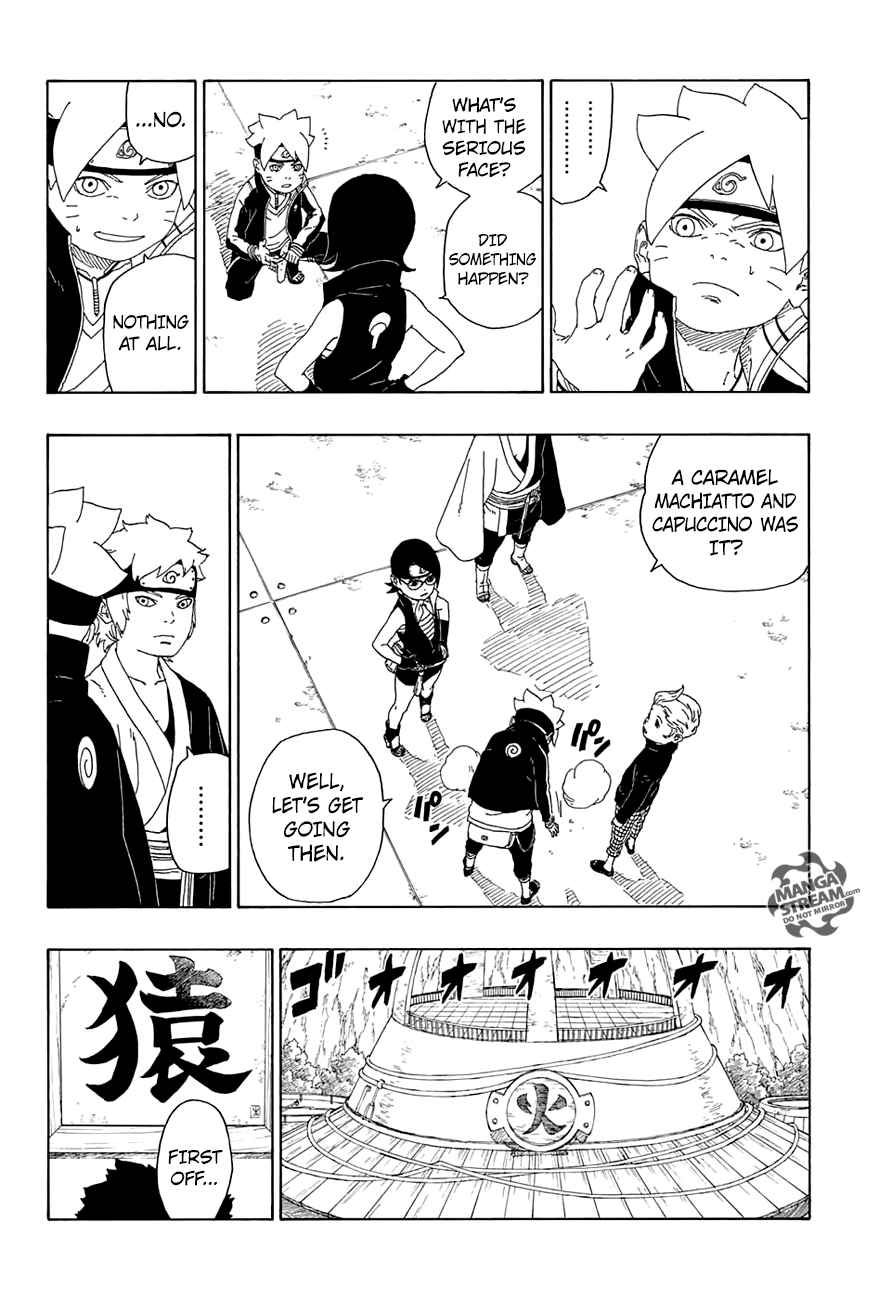 .........
WHAT'S
WITH THE
SERIOUS
FACE?
DID
SOMETHING
HAPPEN?
...NO.
NOTHING
AT ALL.
A CARAMEL
MACHIATTO AND
CAPUCCINO WAS
IT?
パン
パン
WELL,
LET'S GET
GOING
THEN.
.........
MANGA
STREAM.com
DO NOT MIRROR
ゴオオオオオオ
火
猿
FIRST
OFF...